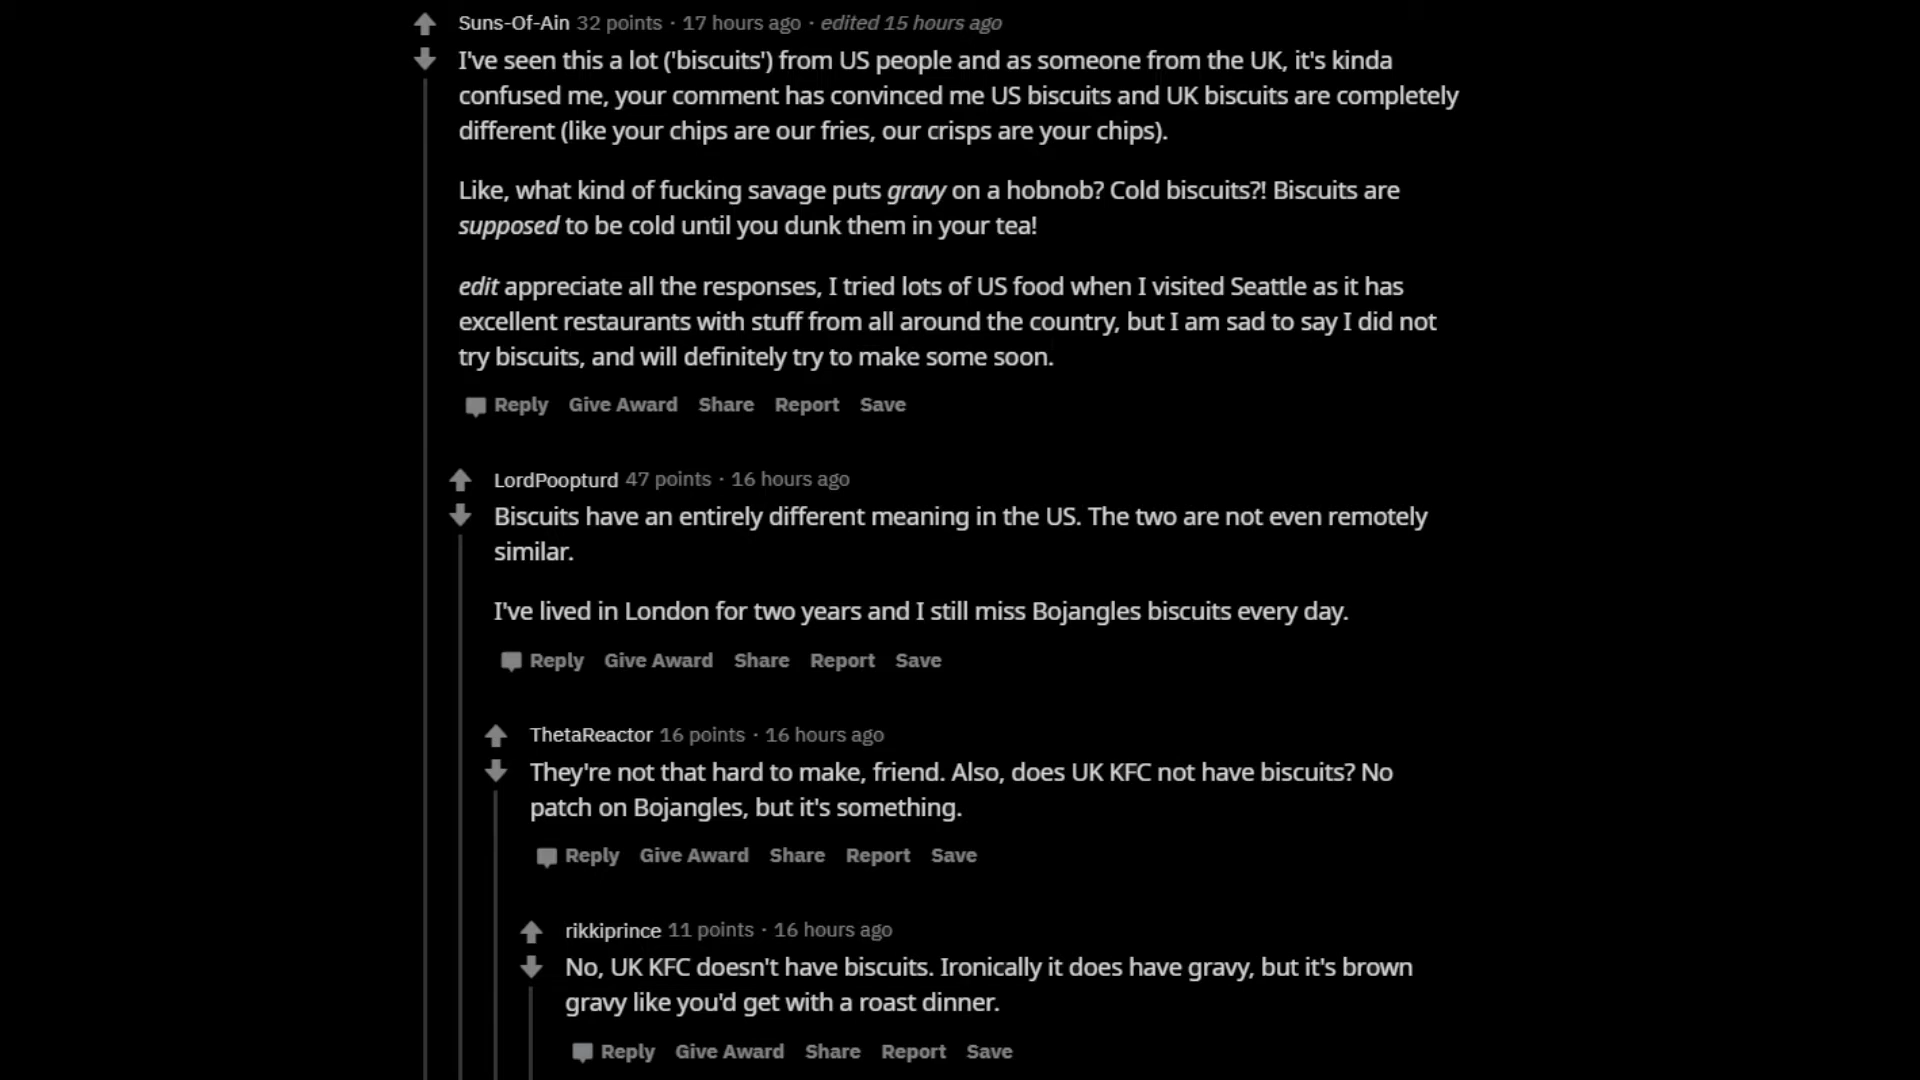 Suns-Of-Ain 32 points · 17 hours ago · edited 15 hours ago
I've seen this a lot ('biscuits') from US people and as someone from the UK, it's kinda
confused me, your comment has convinced me US biscuits and UK biscuits are completely
different (like your chips are our fries, our crisps are your chips).
Like, what kind of fucking savage puts gravy on a hobnob? Cold biscuits?! Biscuits are
supposed to be cold until you dunk them in your tea!
edit appreciate all the responses, I tried lots of US food when I visited Seattle as it has
excellent restaurants with stuff from all around the country, but I am sad to say I did not
try biscuits, and will definitely try to make some soon.
Reply Give Award Share Report Save
LordPoopturd 47 points · 16 hours ago
Biscuits have an entirely different meaning in the US. The two are not even remotely
similar.
I've lived in London for two years and I still miss Bojangles biscuits every day.
Reply Give Award Share Report Save
ThetaReactor 16 points · 16 hours ago
They're not that hard to make, friend. Also, does UK KFC not have biscuits? No
patch on Bojangles, but it's something.
Reply Give Award Share Report Save
rikkiprince 11 points · 16 hours ago
No, UK KFC doesn't have biscuits. Ironically it does have gravy, but it's brown
gravy like you'd get with a roast dinner.
Reply Give Award Share Report Save